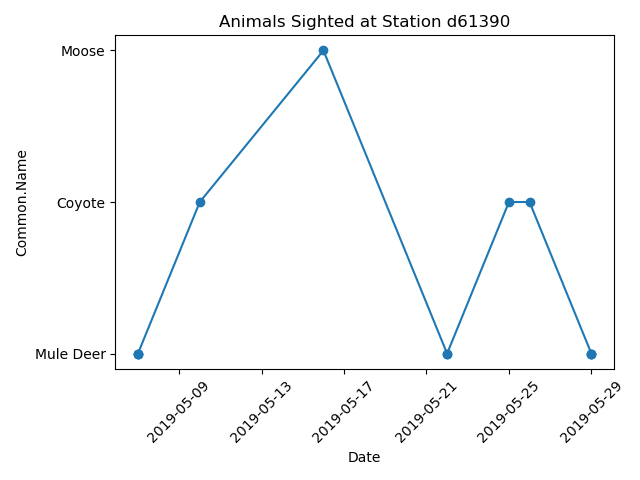 Animals Sighted at Station d61390
Moose
Coyote
Mule Deer
Common.Name
2019-05-09
2019-05-13
2019-05-17
2019-05-21
2019-05-25
2019-05-29
Date